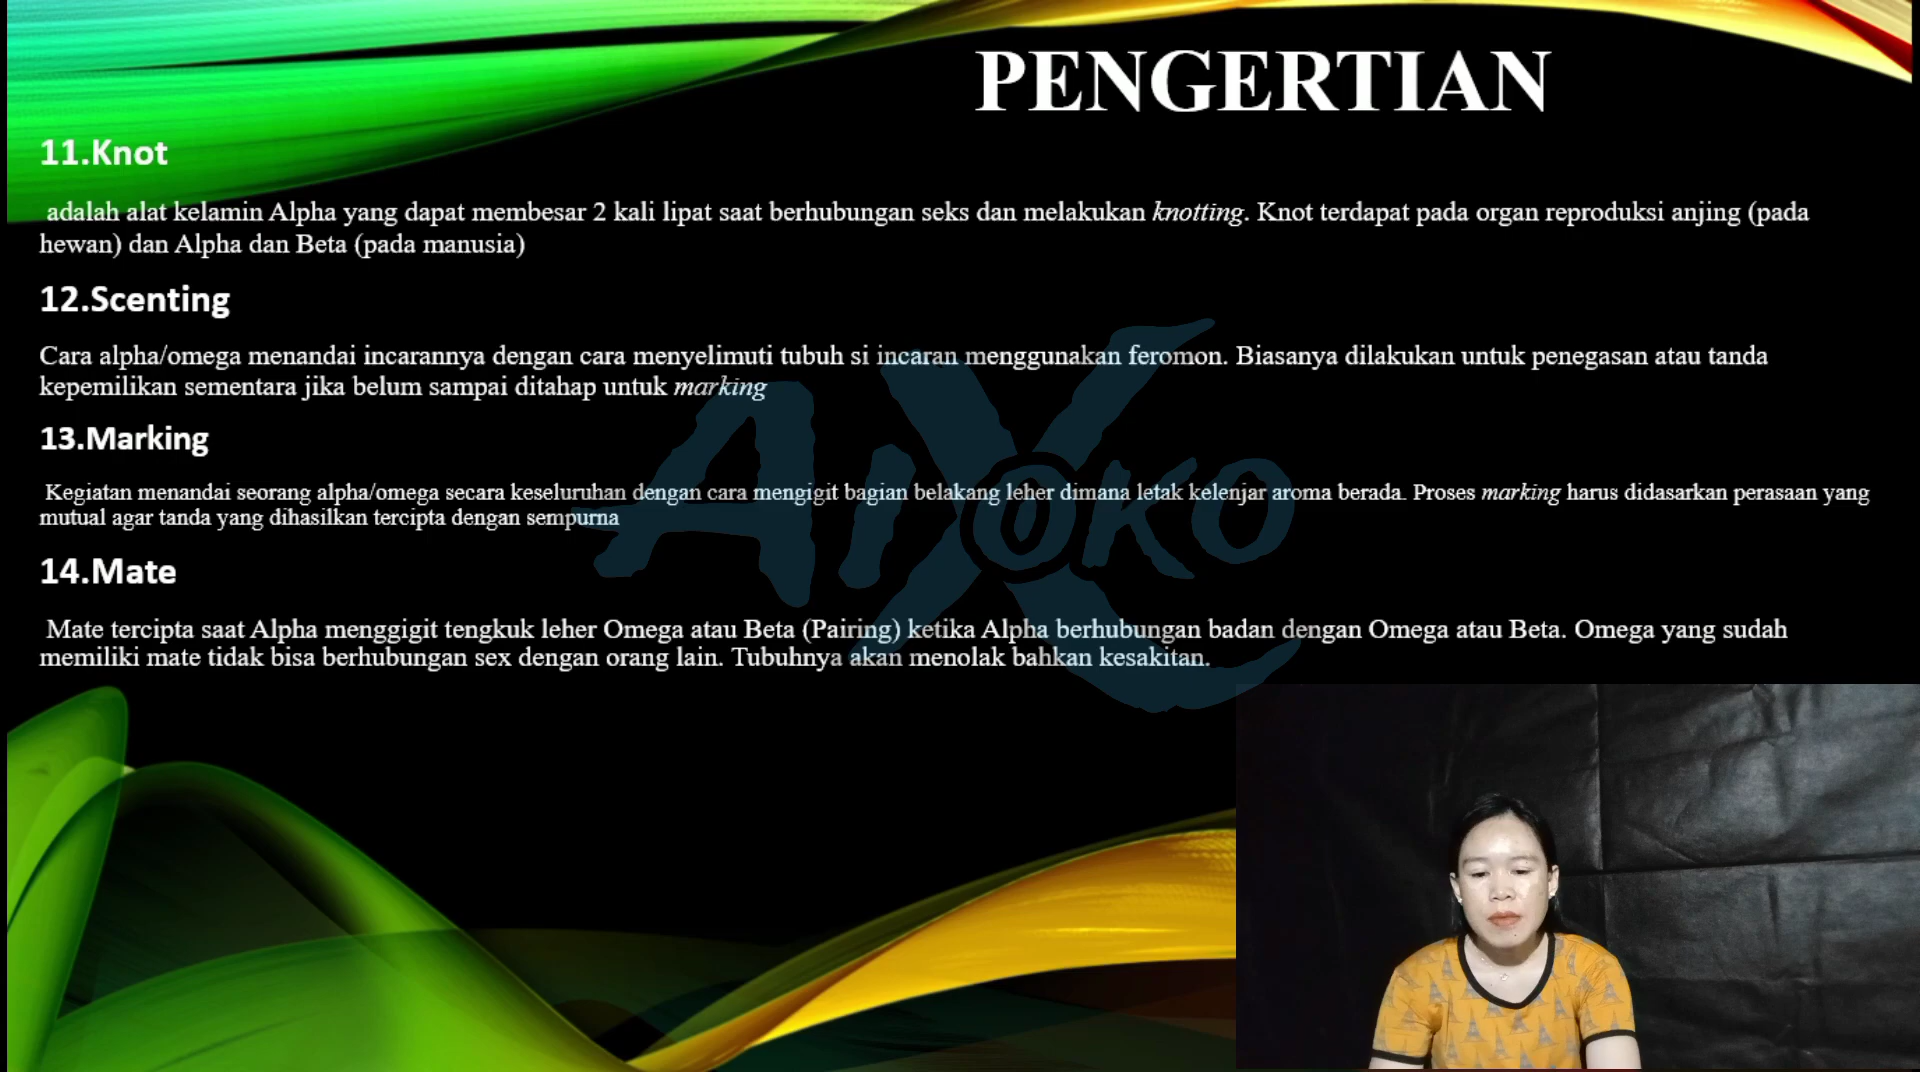 PENGERTIAN
11.Knot
adalah alat kelamin Alpha yang dapat membesar 2 kali lipat saat berhubungan seks dan melakukan knotting. Knot terdapat pada organ reproduksi anjing (pada
hewan) dan Alpha dan Beta (pada manusia)
12.Scenting
Cara alpha/omega menandai incarannya dengan cara menyelimuti tubuh si incaran menggunakan feromon. Biasanya dilakukan untuk penegasan atau tanda
kepemilikan sementara jika belum sampai ditahap untuk marking
13.Marking
Kegiatan menandai seorang alpha/omega secara keseluruhan dengan cara mengigit bagian belakang leher dimana letak kelenjar aroma berada. Proses marking harus didasarkan perasaan yang
mutual agar tanda yang dihasilkan tercipta dengan sempurna
14.Mate
Mate tercipta saat Alpha menggigit tengkuk leher Omega atau Beta (Pairing) ketika Alpha berhubungan badan dengan Omega atau Beta. Omega yang sudah
memiliki mate tidak bisa berhubungan sex dengan orang lain. Tubuhnya akan menolak bahkan kesakitan.